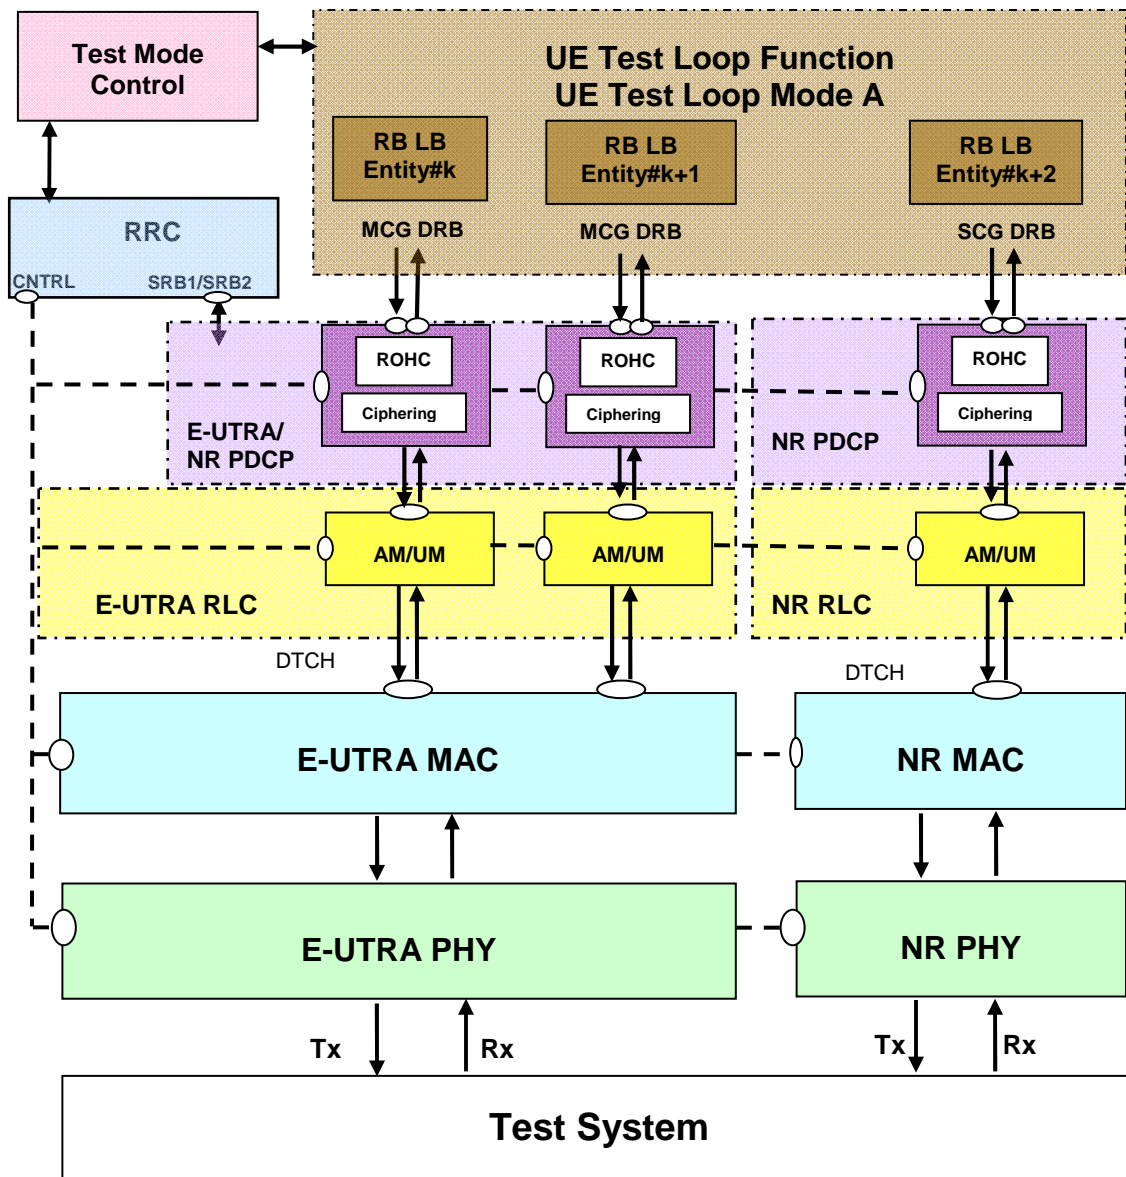 Test Mode
Control
UE Test Loop Function
UE Test Loop Mode A
RB LB
Entity#k
RB LB
Entity#k+1
RB LB
Entity#k+2
MCG DRB
MCG DRB
SCG DRB
RRC
CNTRL
SRB1/SRB2
ROHC
Ciphering
ROHC
Ciphering
ROHC
Ciphering
E-UTRA/
NR PDCP
NR PDCP
AM/UM
AM/UM
AM/UM
E-UTRA RLC
NR RLC
DTCH
DTCH
E-UTRA MAC
NR MAC
E-UTRA PHY
NR PHY
Tx
Rx
Tx
Rx
Test System